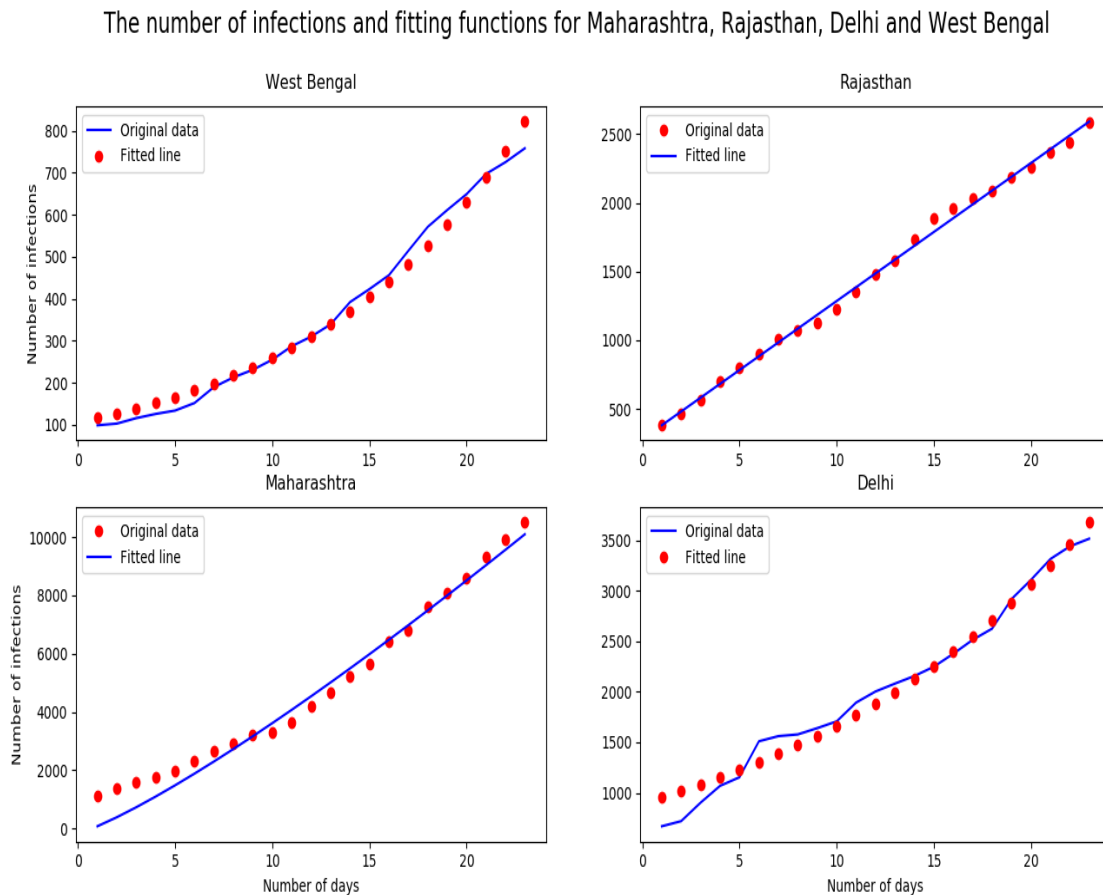 The number of infections and fitting functions for Maharashtra, Rajasthan, Delhi and West Bengal
West Bengal
Number of infections
800
700
600
500
400
300
200
100
Original data
Fitted line
0 5 10 15 20
Rajasthan
2500
2000
1500
1000
500
Original data
Fitted line
0 5 10 15 20
Maharashtra
Number of infections
10000
8000
6000
4000
2000
0
Original data
Fitted line
0 5 10 15 20
Number of days
Delhi
3500
3000
2500
2000
1500
1000
Original data
Fitted line
0 5 10 15 20
Number of days